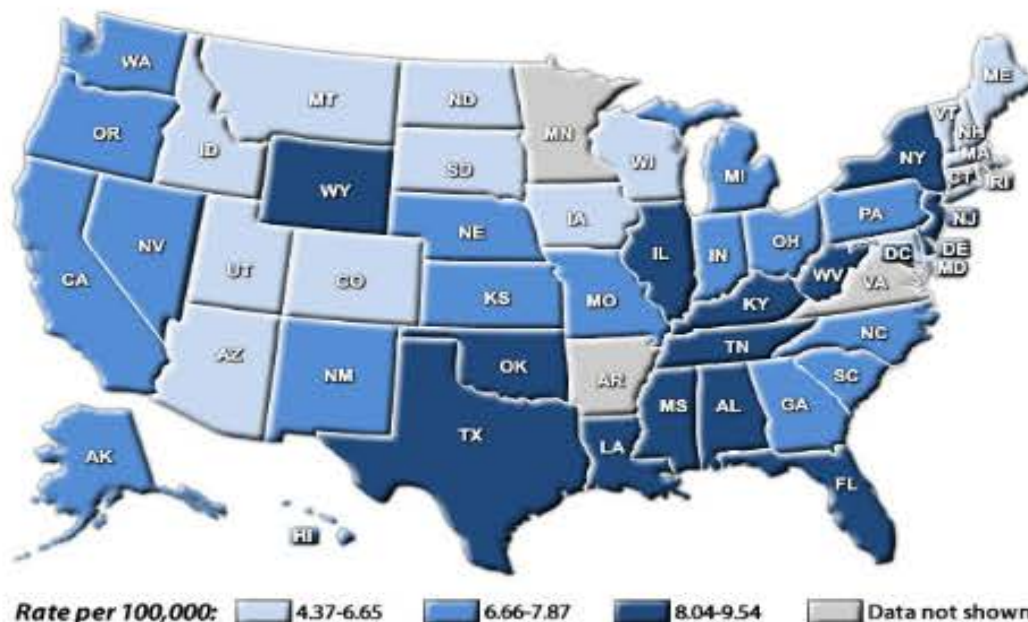 WA
MT
ND
MN
ME
VT
NH
OR
ID
SD
WI
NY
MA
WY
MI
CT
RI
IA
PA
NJ
NE
NV
UT
CO
IL
IN
OH
DC
DE
MD
CA
KS
MO
WV
VA
KY
AZ
NM
OK
AR
TN
NC
SC
MS
AL
GA
TX
LA
AK
FL
HI
Rate per 100,000: 4.37-6.65 6.66-7.87 8.04-9.54 Data not shown